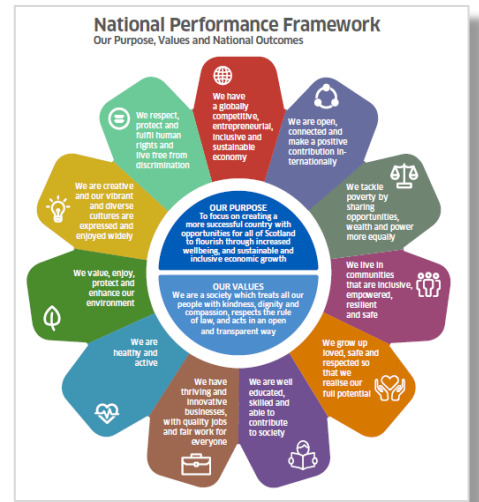 National Performance Framework
Our Purpose, Values and National Outcomes
We have
a globally
competitive,
entrepreneurial,
inclusive and
sustainable
economy
We are open,
connected and
make a positive
contribution in-
ternationally
We tackle
poverty by
sharing
opportunities,
wealth and power
more equally
We live in
communities
that are inclusive,
empowered,
resilient
and safe
We grow up
loved, safe and
respected so
that we
realise our
full potential
We are well
educated,
skilled and
able to
contribute
to society
We have
thriving and
innovative
businesses,
with quality jobs
and fair work for
everyone
We are
healthy and
active
We value, enjoy,
protect and
enhance our
environment
We are creative
and our vibrant
and diverse
cultures are
expressed and
enjoyed widely
We respect,
protect and
fulfil human
rights and
live free from
discrimination
OUR PURPOSE
To focus on creating a
more successful country with
opportunities for all of Scotland
to flourish through increased
wellbeing, and sustainable and
inclusive economic growth
OUR VALUES
We are a society which treats all our
people with kindness, dignity and
compassion, respects the rule
of law, and acts in an open
and transparent way